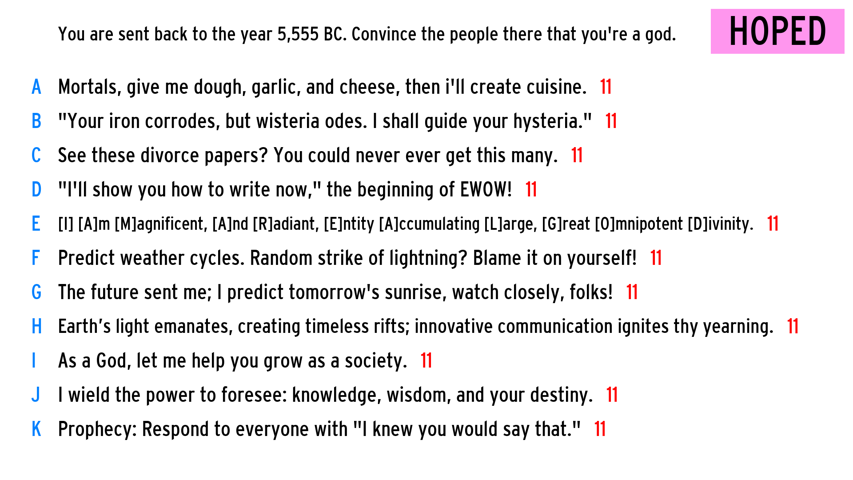 You are sent back to the year 5,555 BC. Convince the people there that you're a god.
HOPED
A Mortals, give me dough, garlic, and cheese, then i'll create cuisine. 11
B "Your iron corrodes, but wisteria odes. I shall guide your hysteria." 11
C See these divorce papers? You could never ever get this many. 11
D "I'll show you how to write now," the beginning of EWOW! 11
E [I] [A]m [M]agnificent, [A]nd [R]adiant, [E]ntity [A]ccumulating [L]arge, [G]reat [O]mnipotent [D]ivinity. 11
F Predict weather cycles. Random strike of lightning? Blame it on yourself! 11
G The future sent me; I predict tomorrow's sunrise, watch closely, folks! 11
H Earth’s light emanates, creating timeless rifts; innovative communication ignites thy yearning. 11
I As a God, let me help you grow as a society. 11
J I wield the power to foresee: knowledge, wisdom, and your destiny. 11
K Prophecy: Respond to everyone with "I knew you would say that." 11